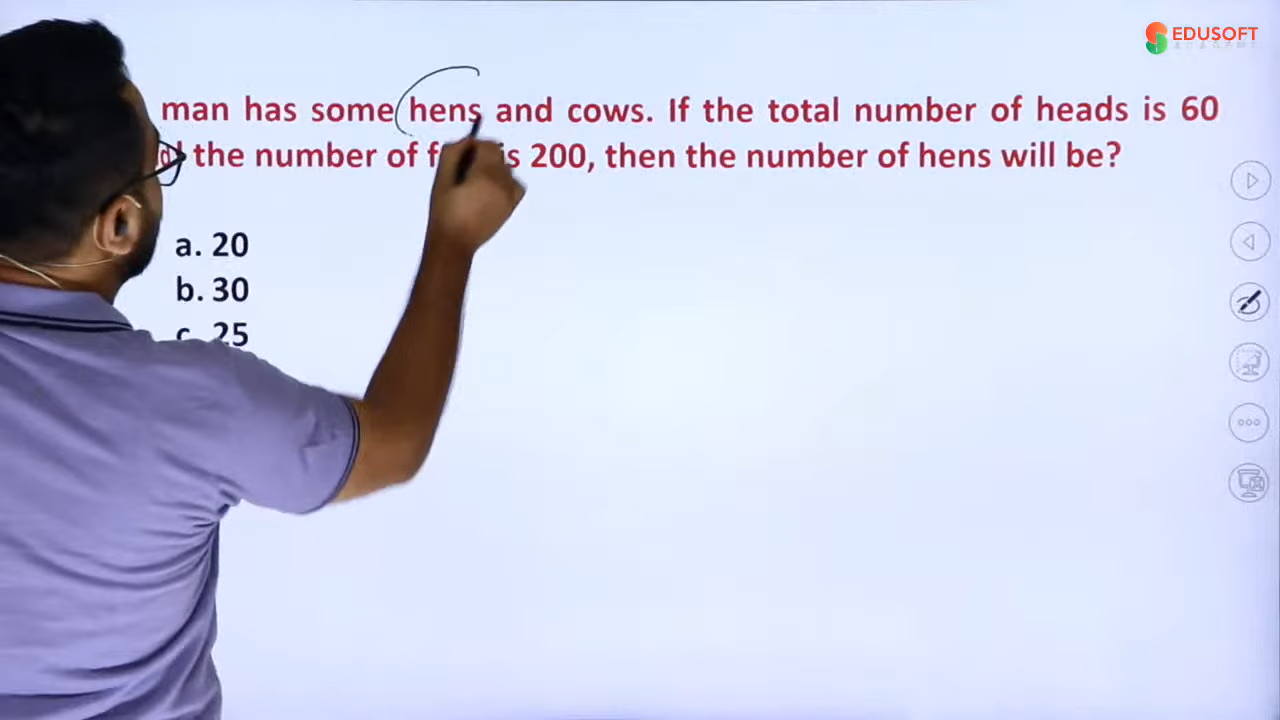 EDUSOFT
ACADEMY
man has some hens and cows. If the total number of heads is 60
the number of is 200, then the number of hens will be?
a. 20
b. 30
c. 25